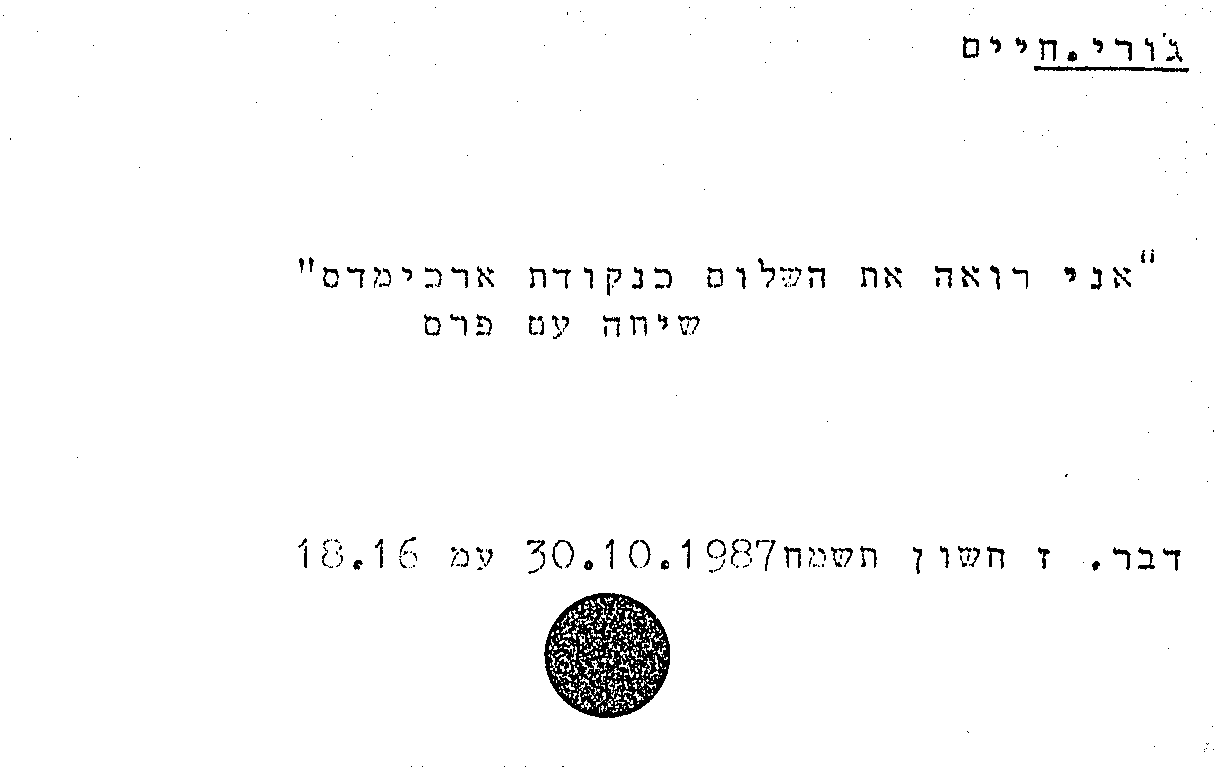 ג'ורי.חיים
"אני רואה את השלום כנקודת ארכימדס"
שיחה עם פרס
דבר. ז חשון תשמח30.10.1987 עמ 18.16